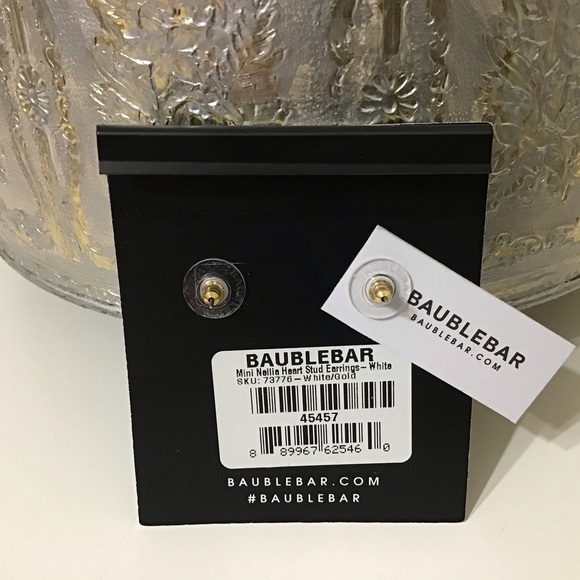 BAUBLEBAR
BAUBLEBAR.COM
BAUBLEBAR
Mini Nellia Heart Stud Earrings— White
SKU: 73776 — White/Gold
45457
8 89967 62546 0
BAUBLEBAR.COM
#BAUBLEBAR